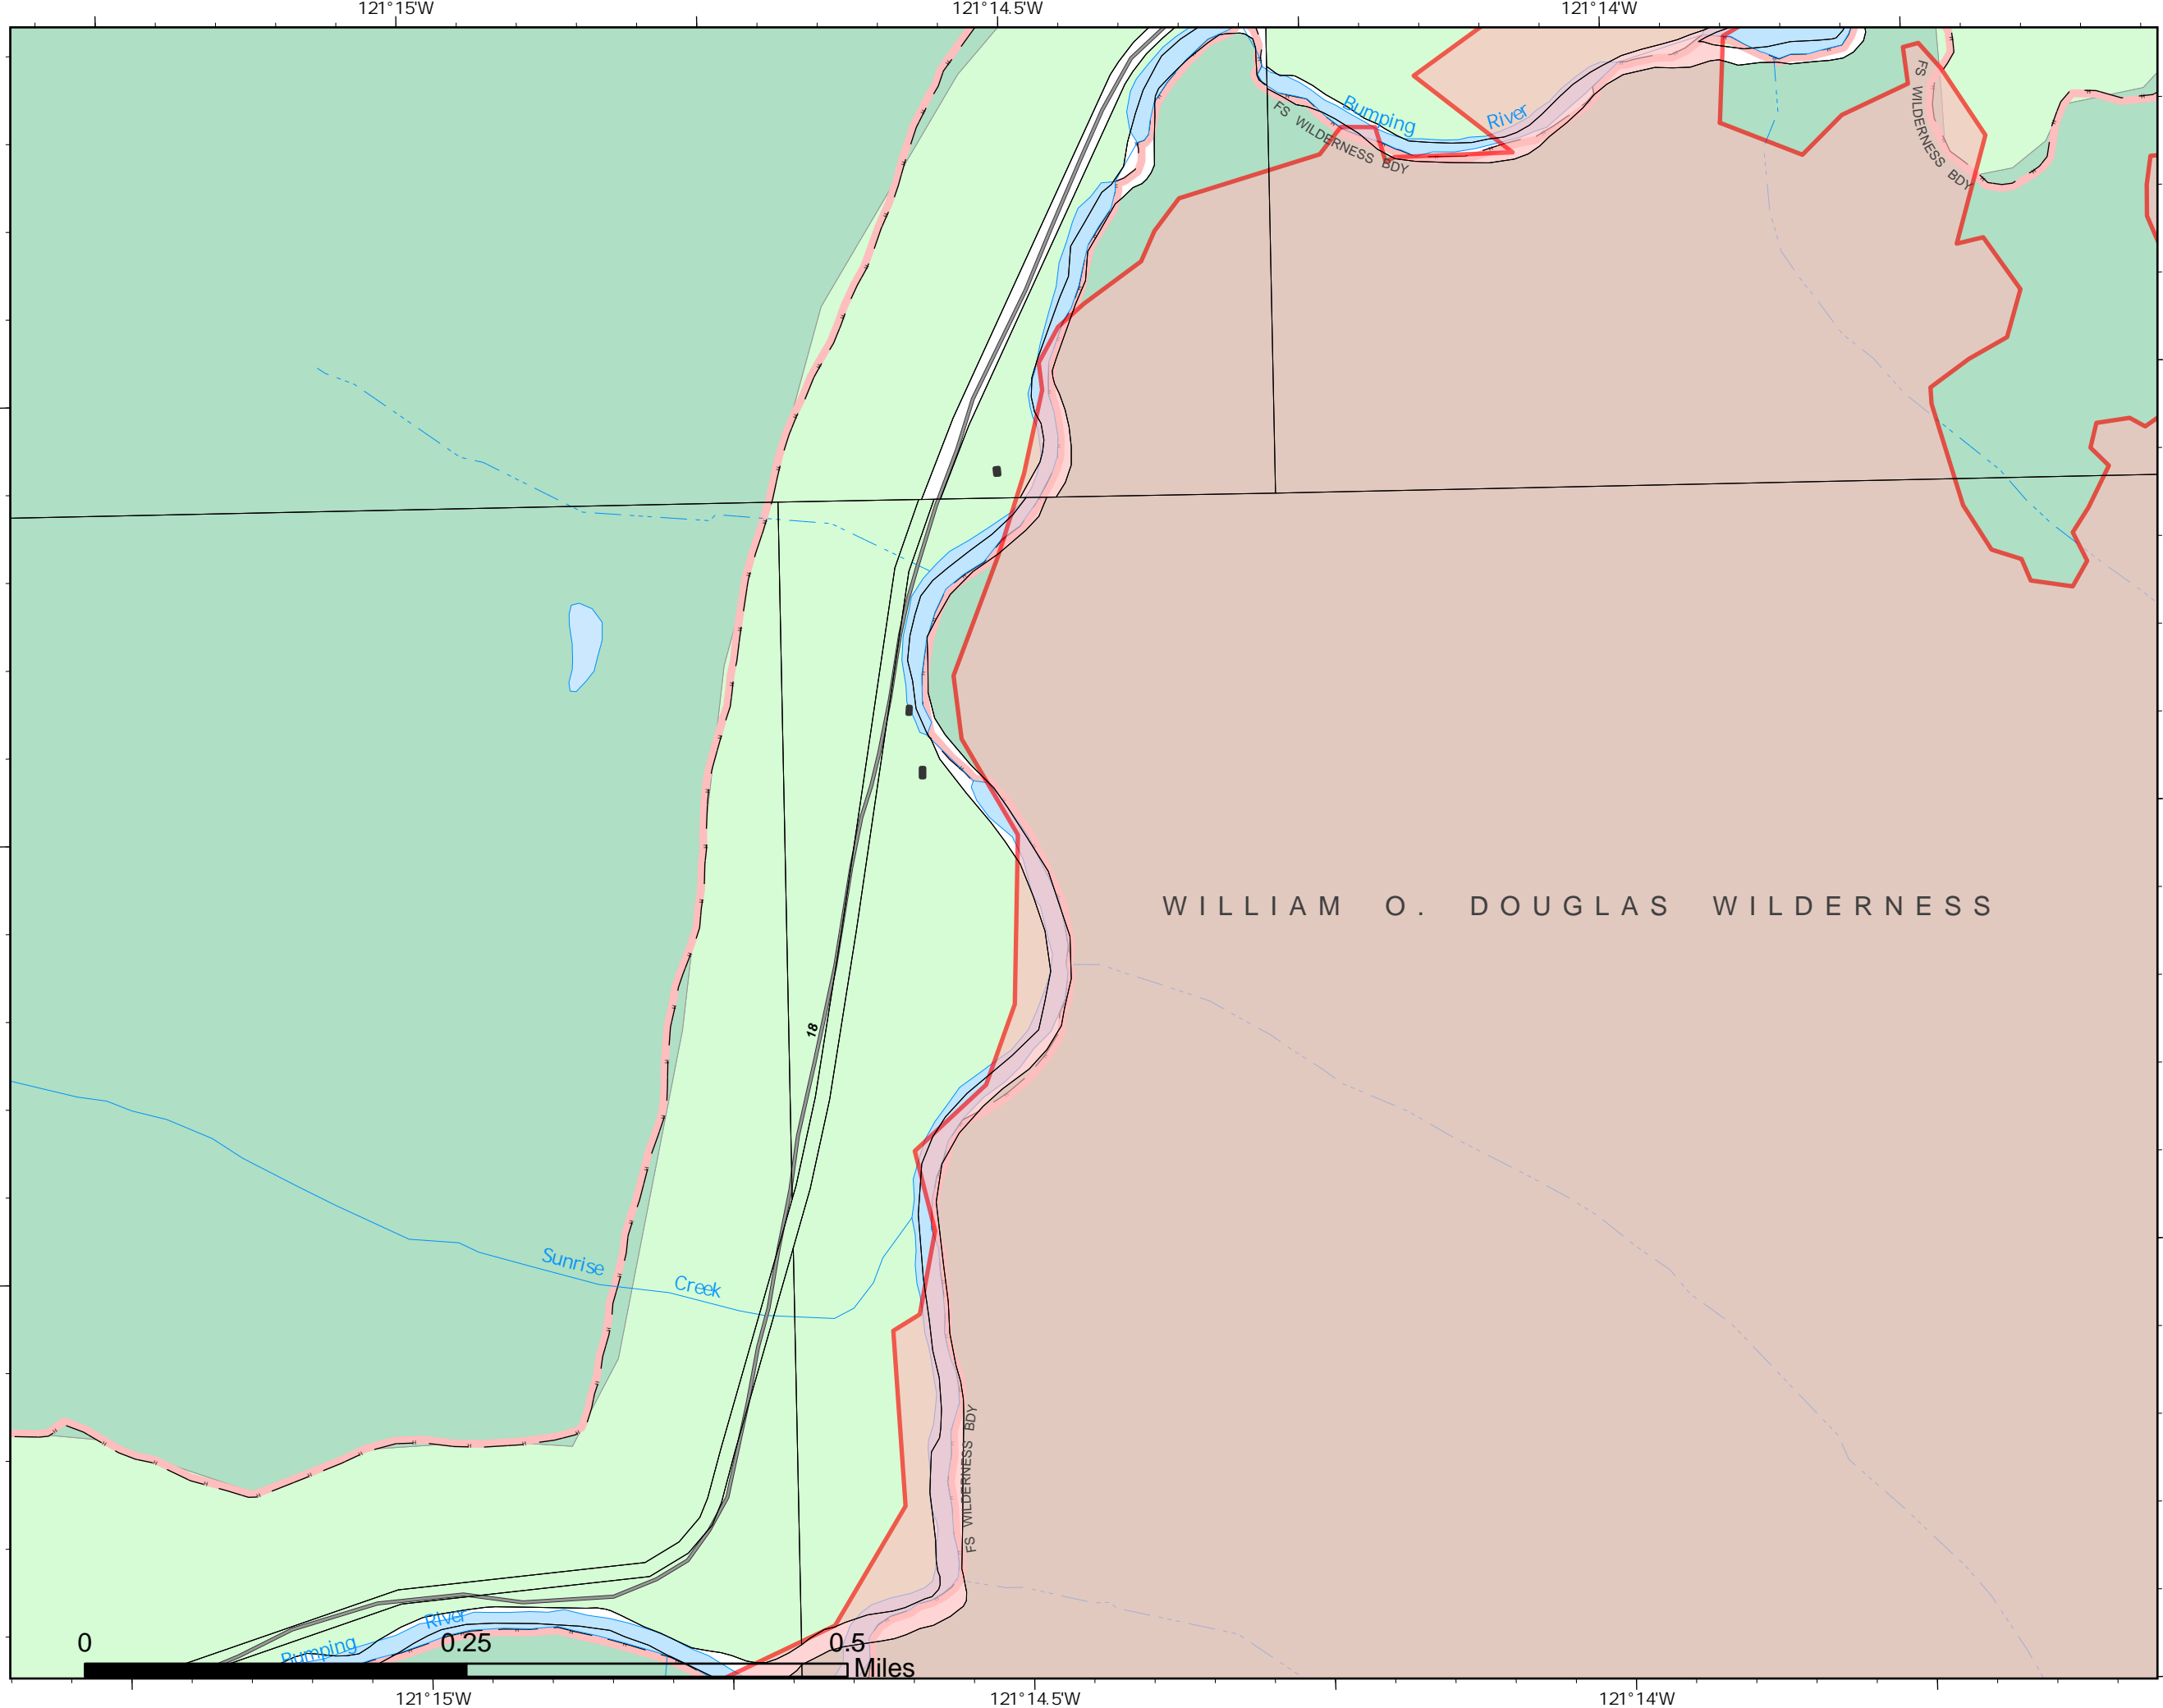 121°15'W
121°14.5'W
121°14'W
Bumping
River
FS WILDERNESS BDY
FS WILDERNESS BDY
WILLIAM O. DOUGLAS WILDERNESS
18
Sunrise
Creek
FS WILDERNESS BDY
River
Bumping
0
0.25
0.5
Miles
121°15'W
121°14.5'W
121°14'W